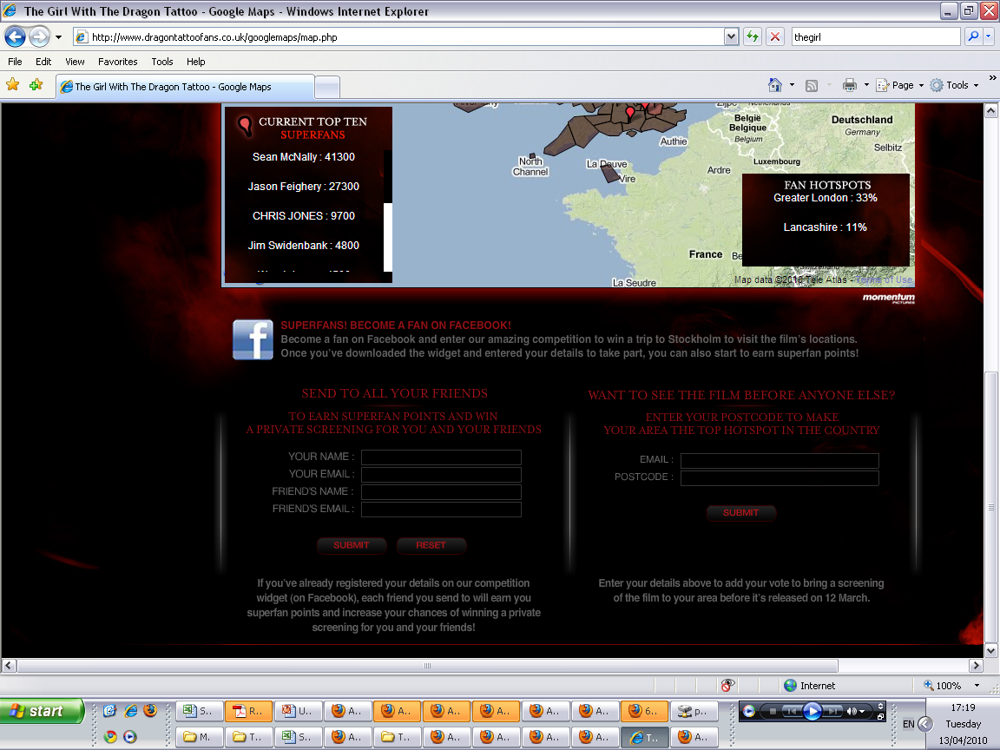 The Girl With The Dragon Tattoo - Google Maps - Windows Internet Explorer
http://www.dragontattoofans.co.uk/googlemaps/map.php
thegirl
File Edit View Favorites Tools Help
The Girl With The Dragon Tattoo - Google Maps
Page Tools
CURRENT TOP TEN
SUPERFANS
Sean McNally : 41300
Jason Feighery : 27300
CHRIS JONES : 9700
Jim Swidenbank : 4800
België
Belgique
Belgium
Deutschland
Germany
Selbitz
Authie
North
Channel
La Douve
Vire
Ardre
Luxembourg
FAN HOTSPOTS
Greater London : 33%
Lancashire : 11%
France
La Seudre
Map data ©2010 Tele Atlas - Terms of Use
momentum
PICTURES
SUPERFANS! BECOME A FAN ON FACEBOOK!
Become a fan on Facebook and enter our amazing competition to win a trip to Stockholm to visit the film's locations.
Once you've downloaded the widget and entered your details to take part, you can also start to earn superfan points!
SEND TO ALL YOUR FRIENDS
TO EARN SUPERFAN POINTS AND WIN
A PRIVATE SCREENING FOR YOU AND YOUR FRIENDS
YOUR NAME :
YOUR EMAIL :
FRIEND'S NAME :
FRIEND'S EMAIL :
SUBMIT RESET
If you've already registered your details on our competition
widget (on Facebook), each friend you send to will earn you
superfan points and increase your chances of winning a private
screening for you and your friends!
WANT TO SEE THE FILM BEFORE ANYONE ELSE?
ENTER YOUR POSTCODE TO MAKE
YOUR AREA THE TOP HOTSPOT IN THE COUNTRY
EMAIL :
POSTCODE :
SUBMIT
Enter your details above to add your vote to bring a screening
of the film to your area before it's released on 12 March.
Internet
100%
start
S... R... U... A... A... A... A... A... A... 6... p...
M... T... S... A... T... A... A... A... A... T... A...
EN
17:19
Tuesday
13/04/2010